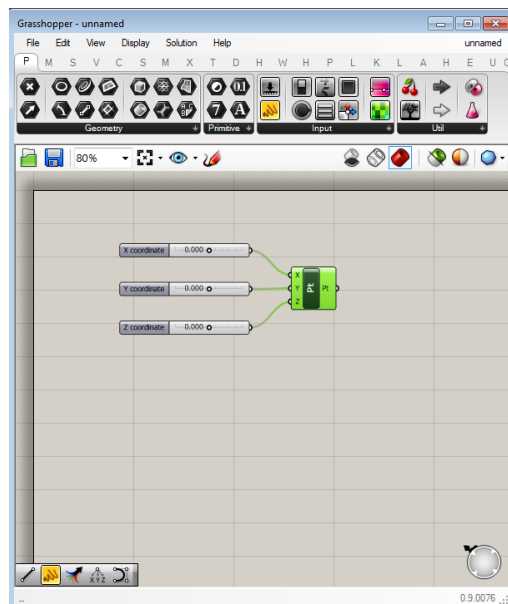 Grasshopper - unnamed
File Edit View Display Solution Help unnamed
P M S V C S M X T D H W H P M U L K L A H E U
Geometry Primitive Input Util
80%
X coordinate 0.000
Y coordinate 0.000
Z coordinate 0.000
X
Y
Z
Pt
Pt
XYZ
0.9.0076